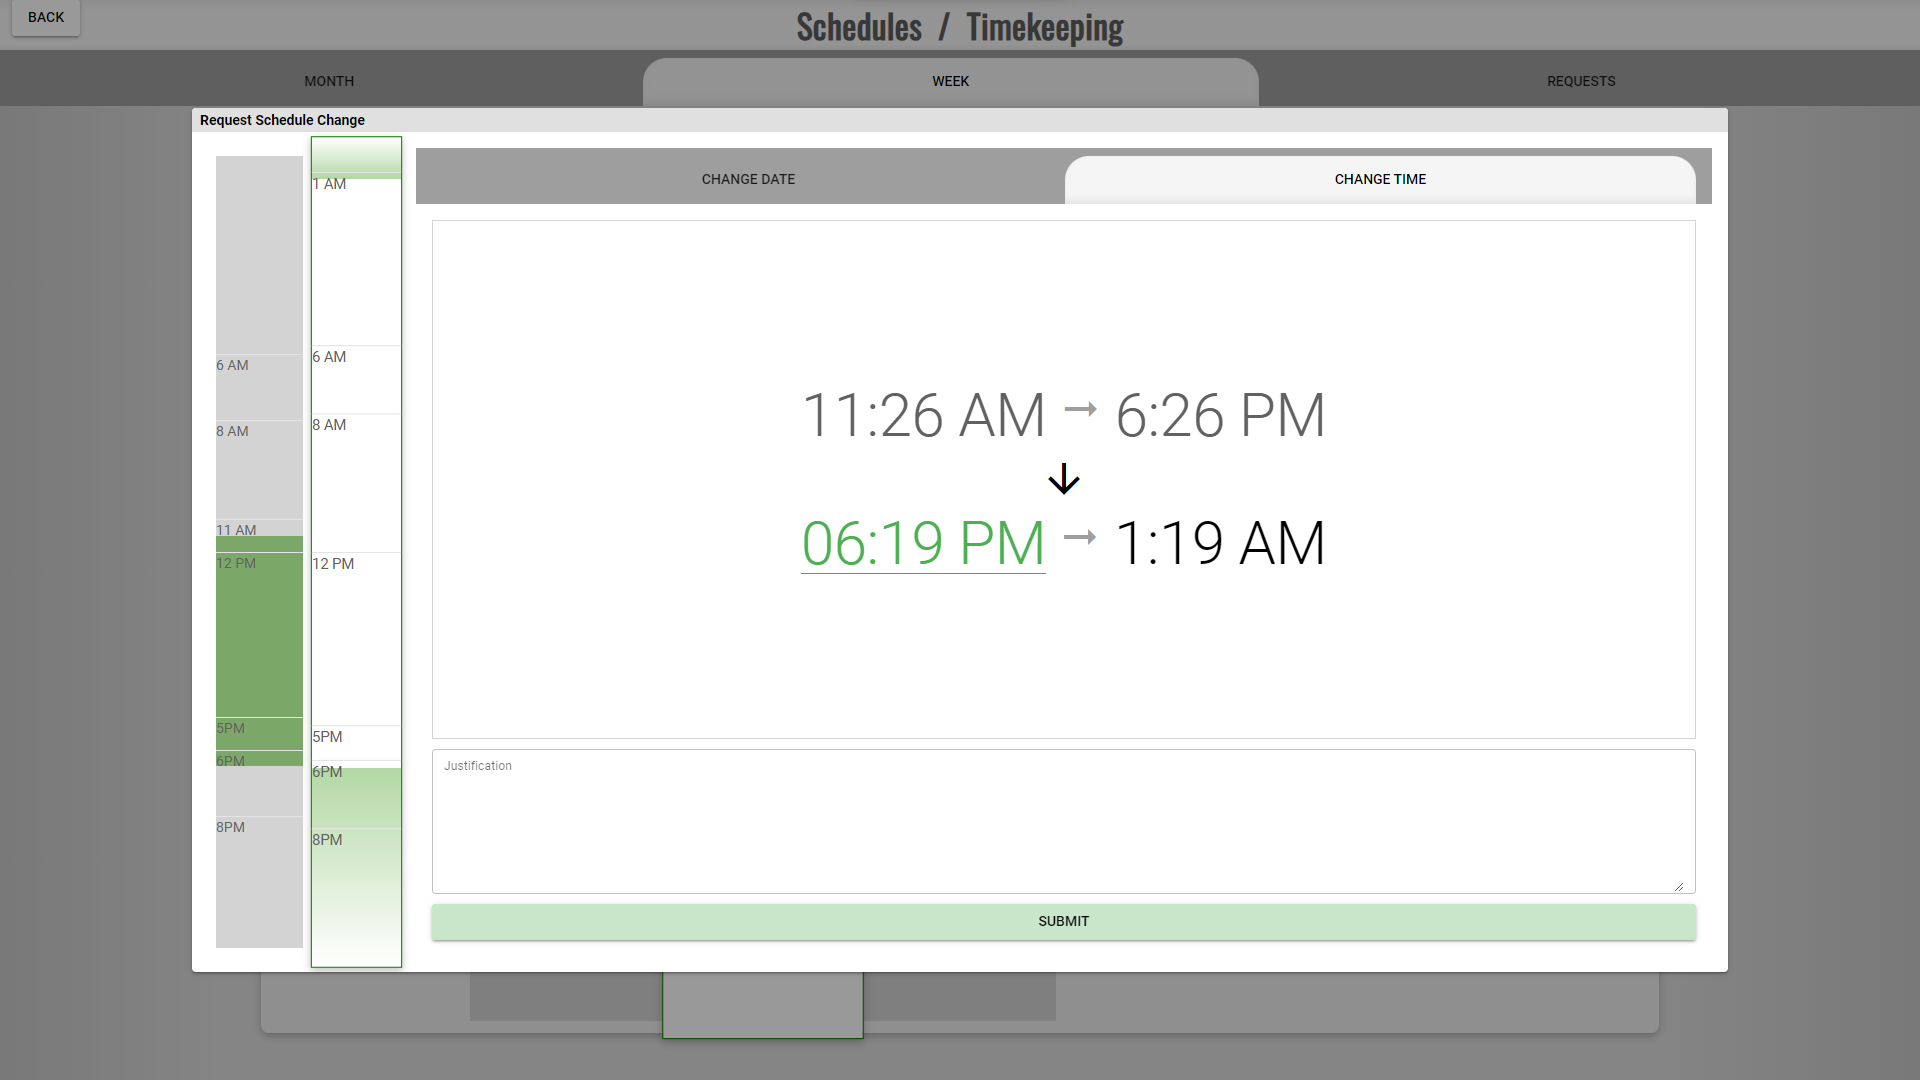 BACK
Schedules / Timekeeping
MONTH
WEEK
REQUESTS
Request Schedule Change
6 AM
8 AM
11 AM
12 PM
5PM
6PM
8PM
1 AM
6 AM
8 AM
12 PM
5PM
6PM
8PM
CHANGE DATE
CHANGE TIME
11:26 AM → 6:26 PM
↓
06:19 PM → 1:19 AM
Justification
SUBMIT